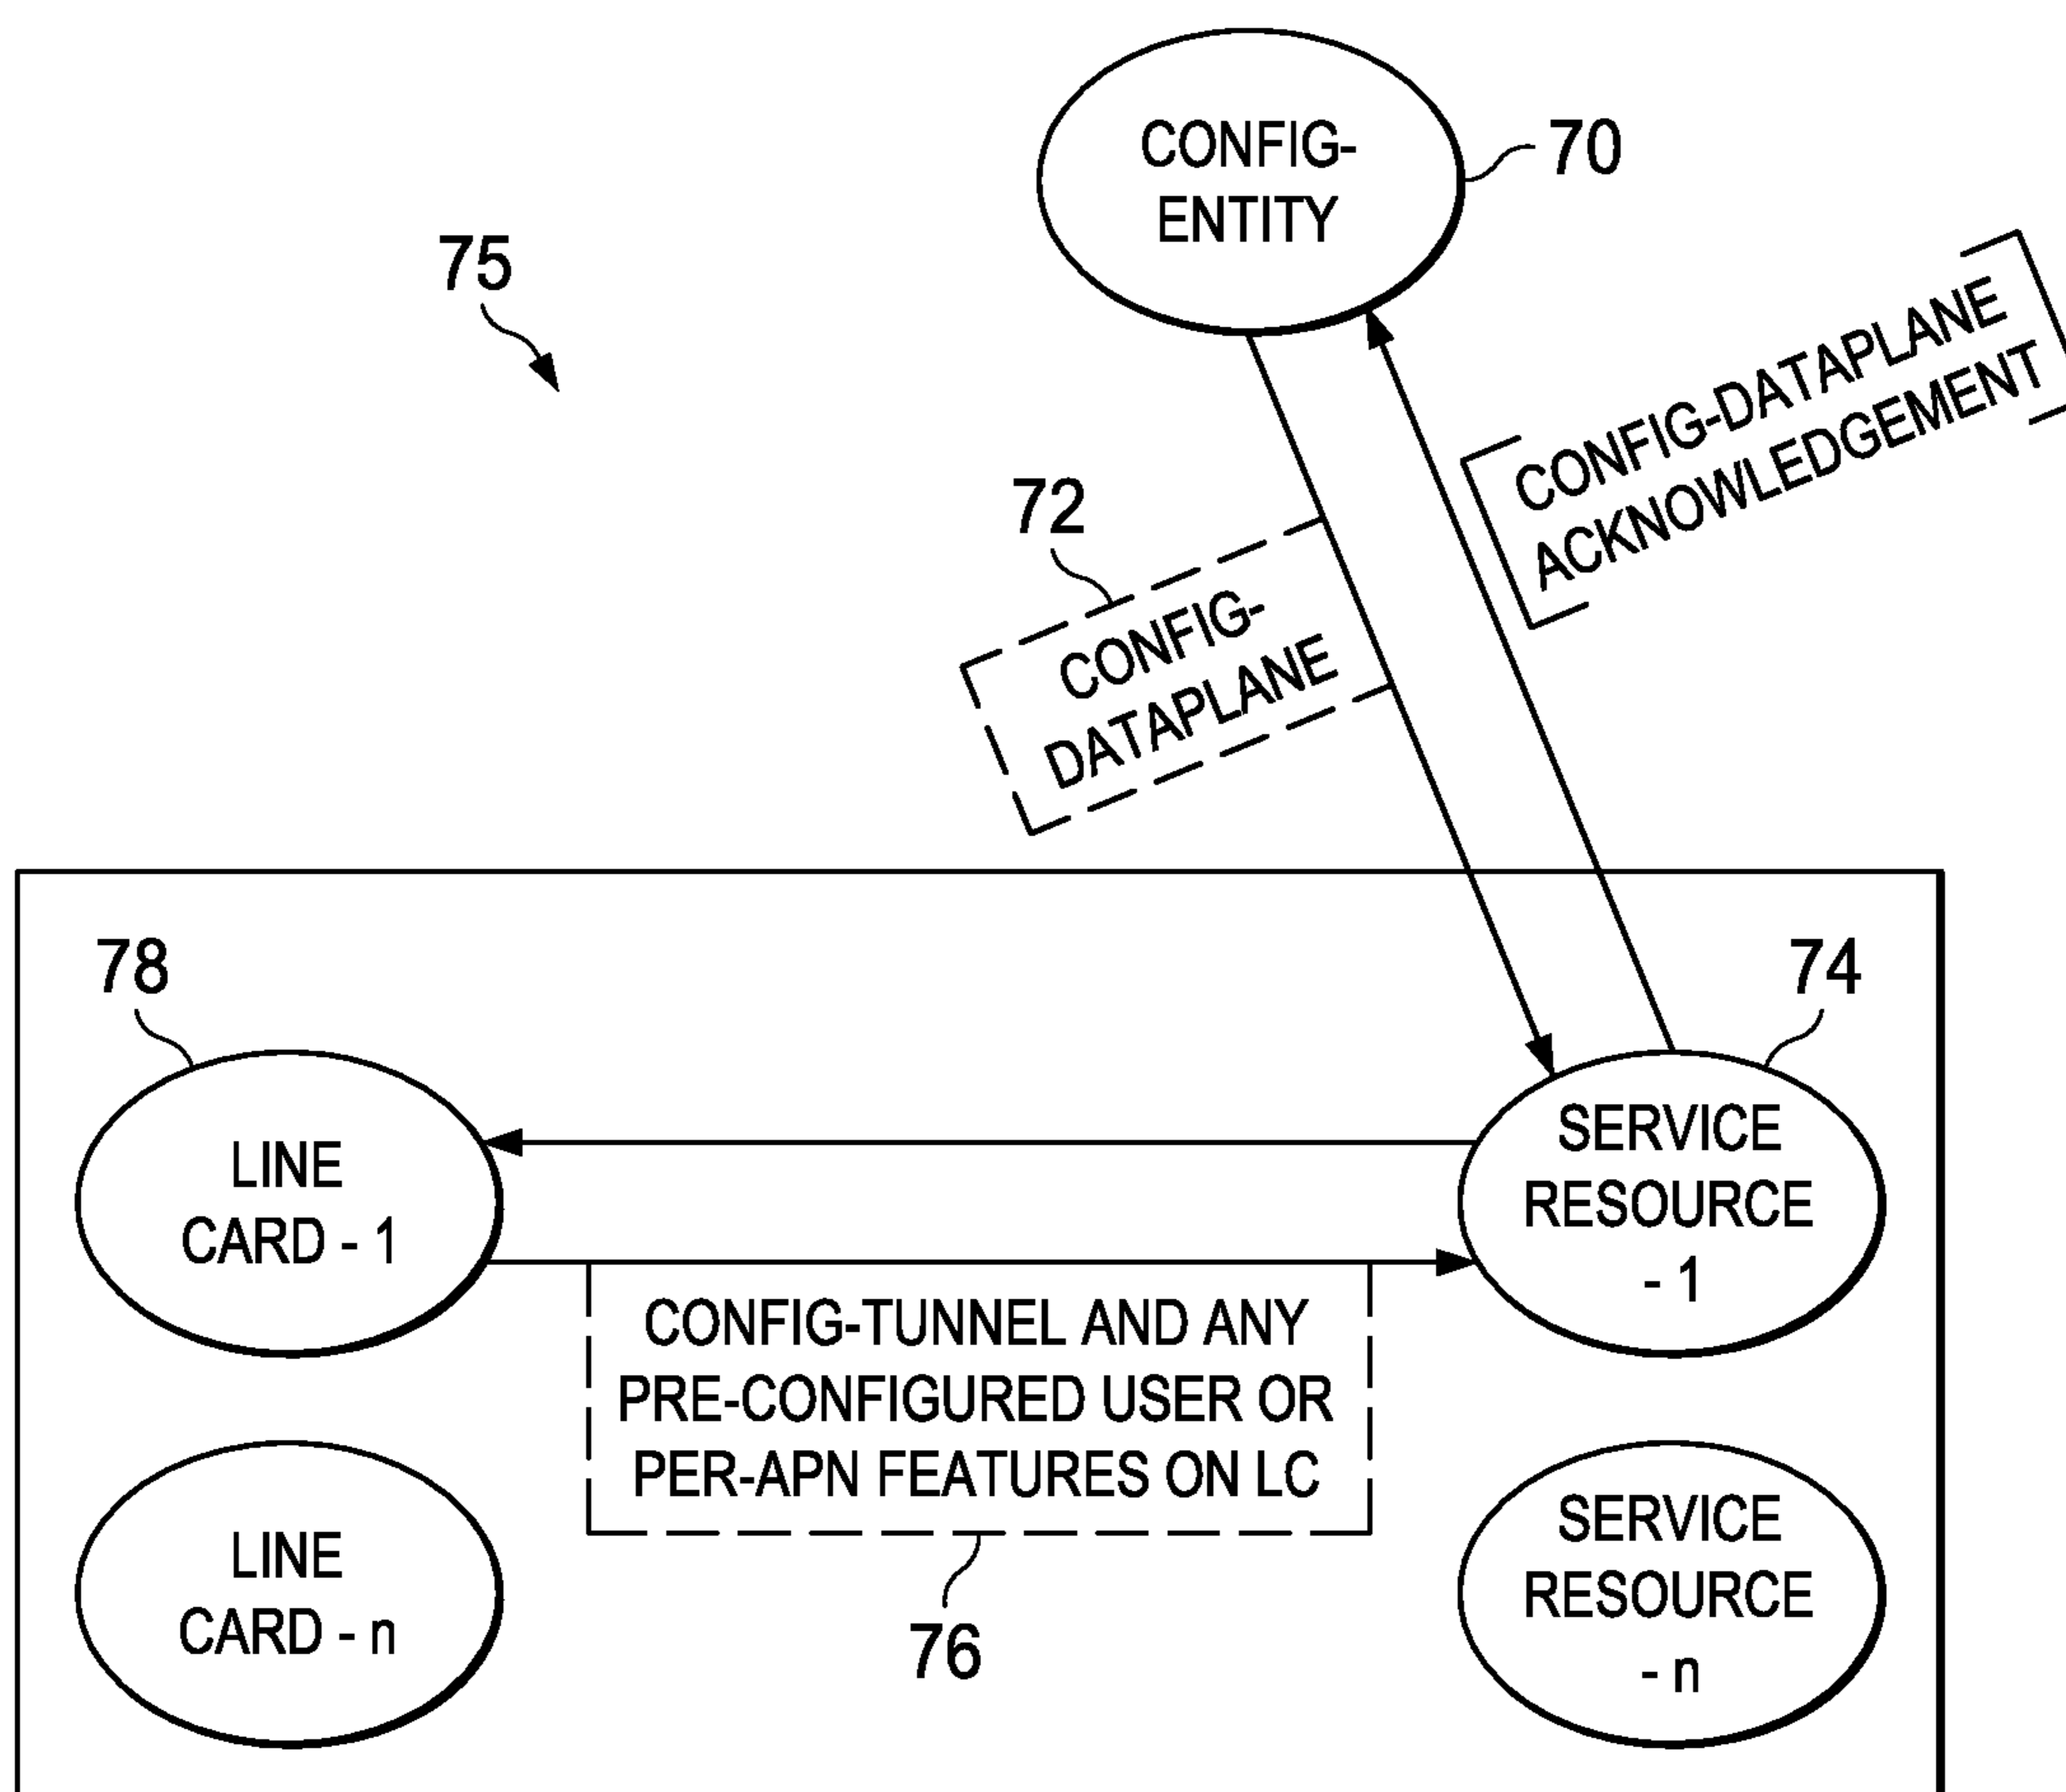 CONFIG-
ENTITY
70
75
CONFIG-DATAPLANE
ACKNOWLEDGEMENT
72
CONFIG-
DATAPLANE
78
74
LINE
CARD - 1
SERVICE
RESOURCE
- 1
CONFIG-TUNNEL AND ANY
PRE-CONFIGURED USER OR
PER-APN FEATURES ON LC
76
LINE
CARD - n
SERVICE
RESOURCE
- n